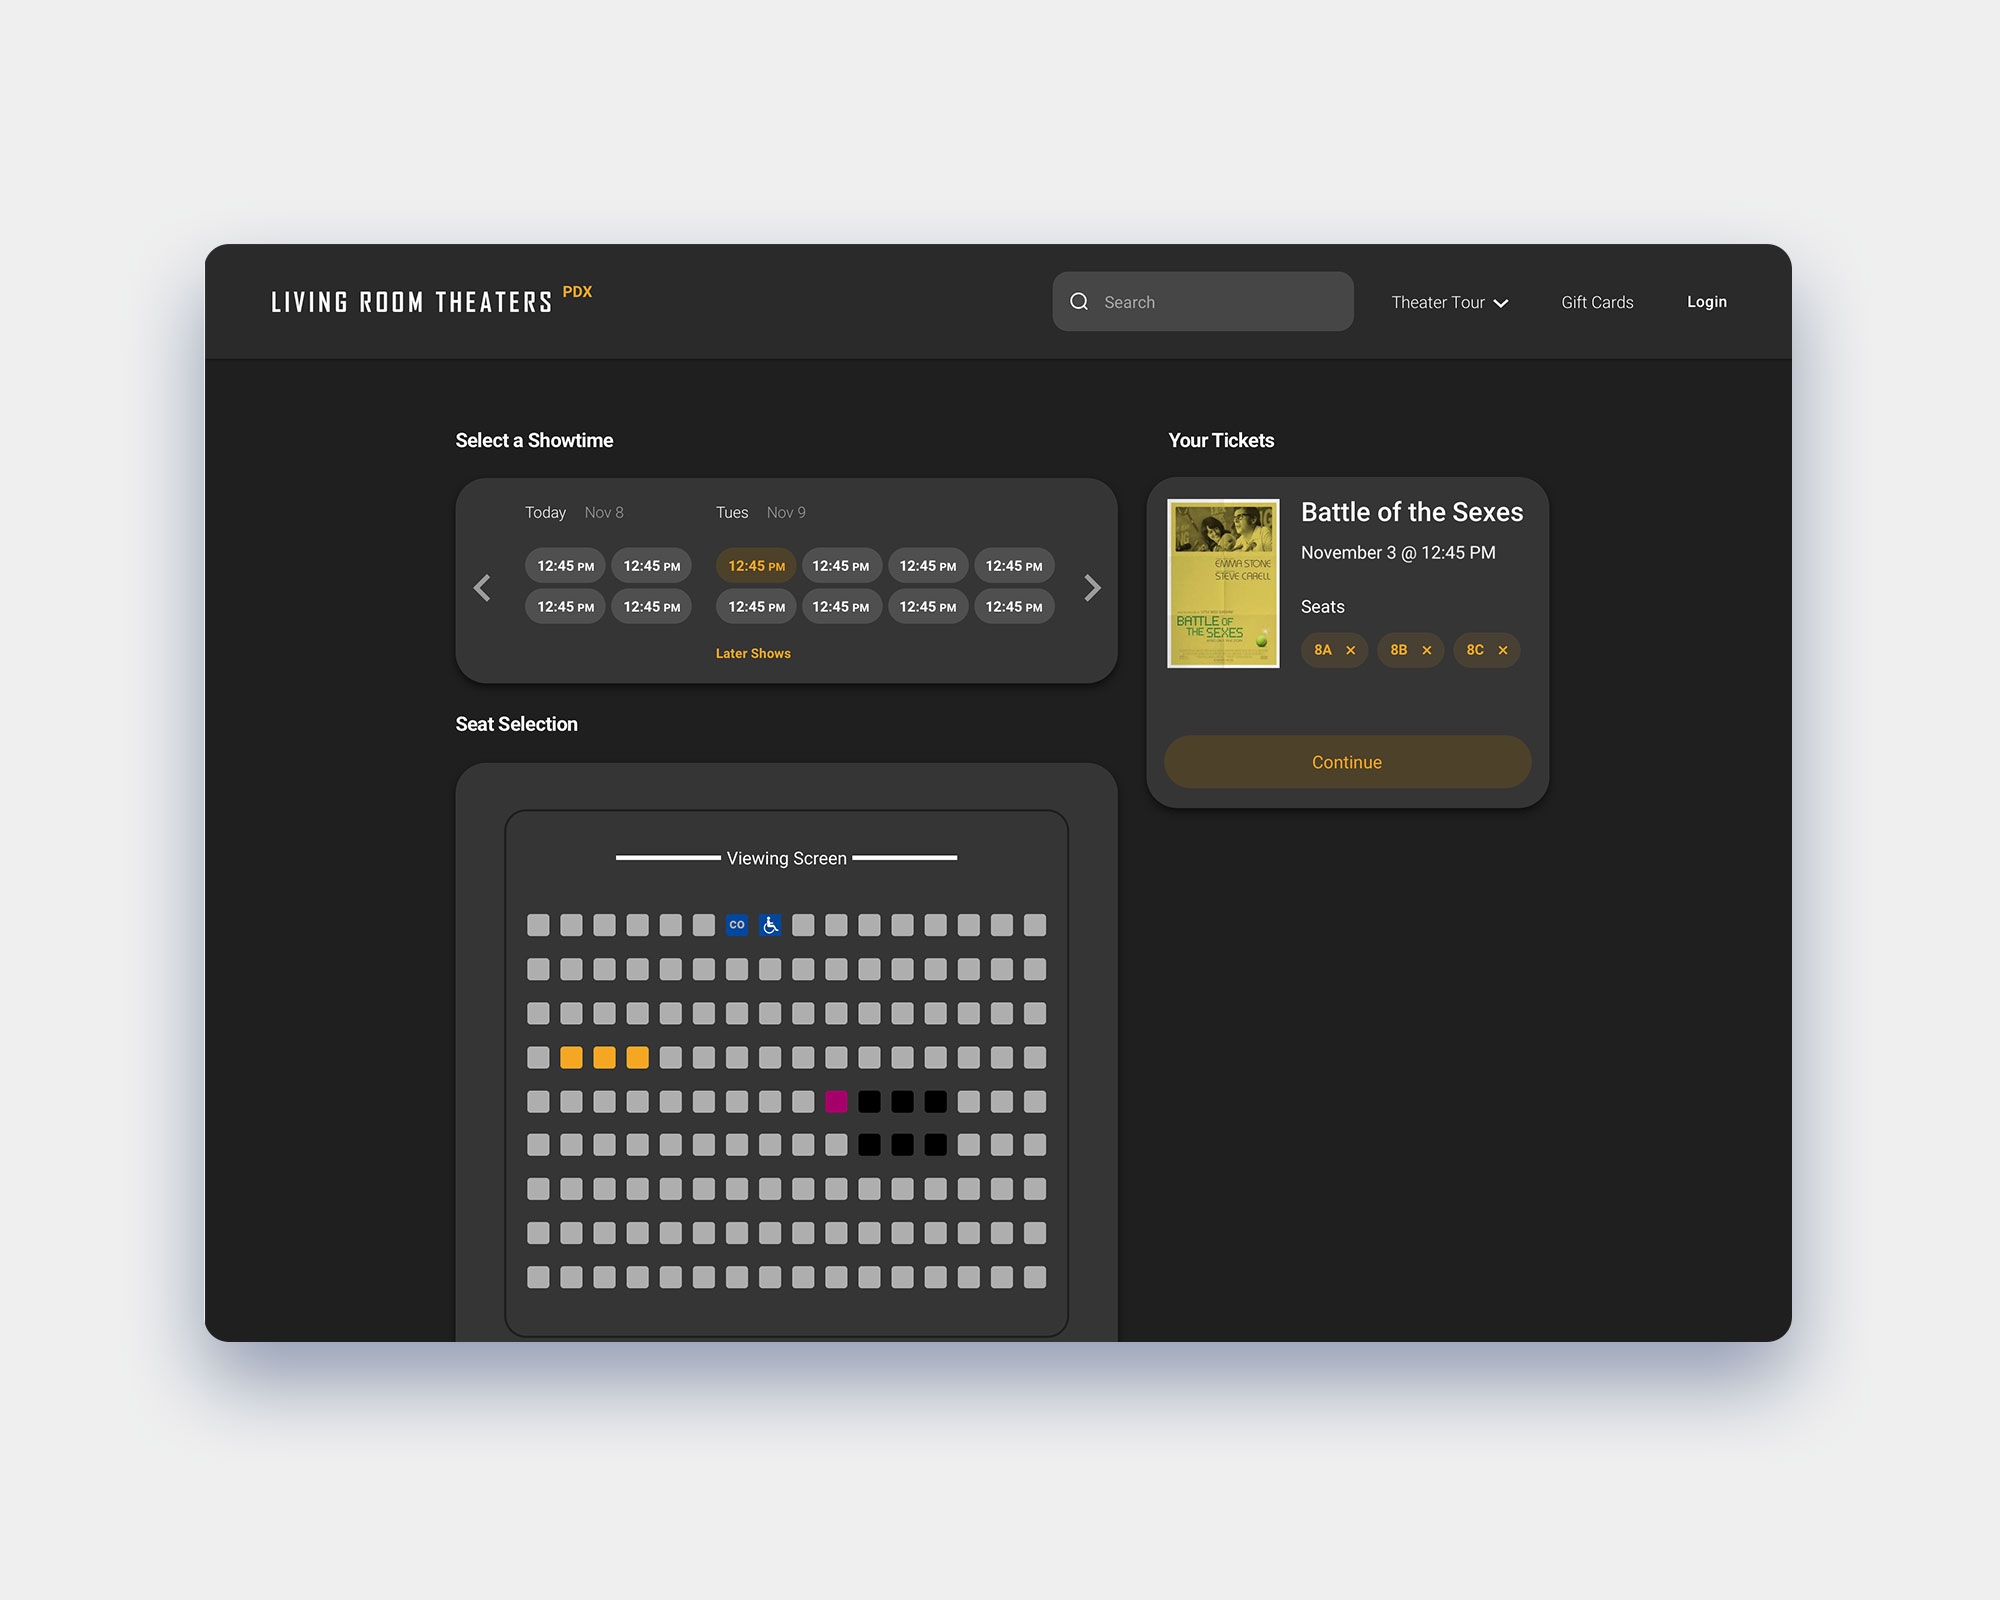 LIVING ROOM THEATERS PDX
Search
Theater Tour
Gift Cards
Login
Select a Showtime
Today Nov 8
Tues Nov 9
12:45 PM 12:45 PM 12:45 PM 12:45 PM 12:45 PM 12:45 PM
12:45 PM 12:45 PM 12:45 PM 12:45 PM 12:45 PM 12:45 PM
Later Shows
Your Tickets
EMMA STONE
STEVE CARELL
BATTLE OF
THE SEXES
Battle of the Sexes
November 3 @ 12:45 PM
Seats
8A × 8B × 8C ×
Continue
Seat Selection
Viewing Screen
CO